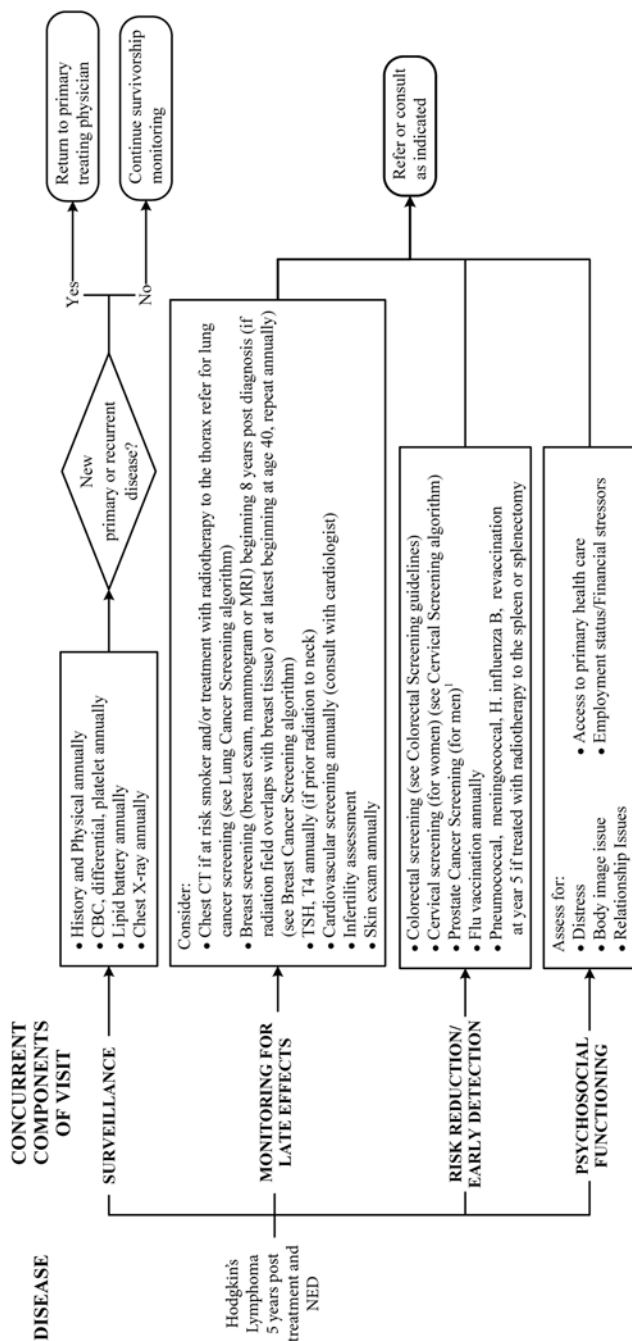 DISEASE
CONCURRENT
COMPONENTS
OF VISIT
Hodgkin's
Lymphoma
5 years post
treatment and
NED
SURVEILLANCE
• History and Physical annually
• CBC, differential, platelet annually
• Lipid battery annually
• Chest X-ray annually
New
primary or recurrent
disease?
Yes
Return to primary
treating physician
No
Continue survivorship
monitoring
MONITORING FOR
LATE EFFECTS
Consider:
• Chest CT if at risk smoker and/or treatment with radiotherapy to the thorax refer for lung
cancer screening (see Lung Cancer Screening algorithm)
• Breast screening (breast exam, mammogram or MRI) beginning 8 years post diagnosis (if
radiation field overlaps with breast tissue) or at latest beginning at age 40, repeat annually)
(see Breast Cancer Screening algorithm)
• TSH, T4 annually (if prior radiation to neck)
• Cardiovascular screening annually (consult with cardiologist)
• Infertility assessment
• Skin exam annually
RISK REDUCTION/
EARLY DETECTION
• Colorectal screening (see Colorectal Screening guidelines)
• Cervical screening (for women) (see Cervical Screening algorithm)
• Prostate Cancer Screening (for men)¹
• Flu vaccination annually
• Pneumococcal, meningococcal, H. influenza B, revaccination
at year 5 if treated with radiotherapy to the spleen or splenectomy
Refer or consult
as indicated
PSYCHOSOCIAL
FUNCTIONING
Assess for:
• Distress
• Body image issue
• Relationship Issues
• Access to primary health care
• Employment status/Financial stressors